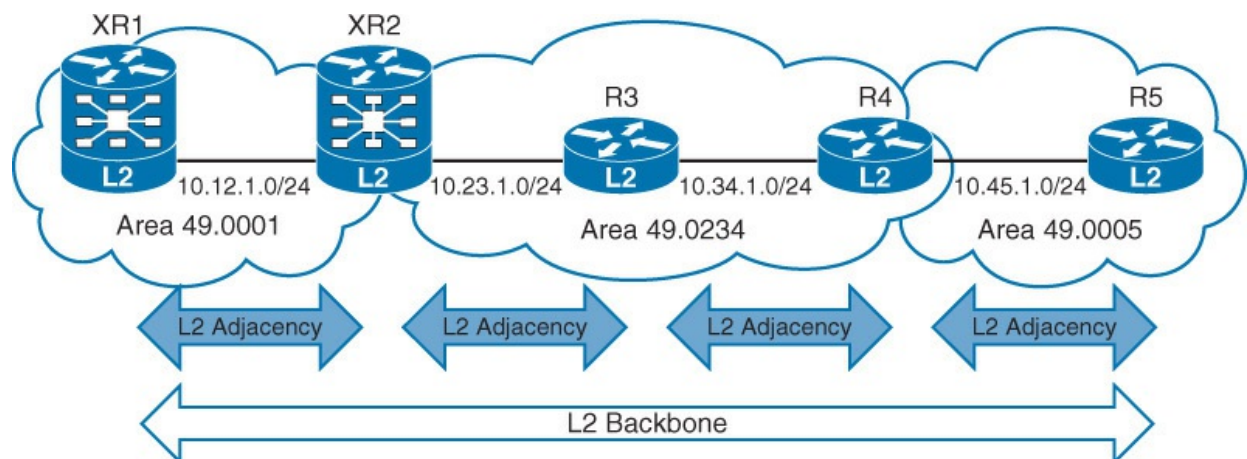 XR1
XR2
R3
R4
R5
L2
L2
L2
L2
L2
10.12.1.0/24
10.23.1.0/24
10.34.1.0/24
10.45.1.0/24
Area 49.0001
Area 49.0234
Area 49.0005
L2 Adjacency
L2 Adjacency
L2 Adjacency
L2 Adjacency
L2 Backbone